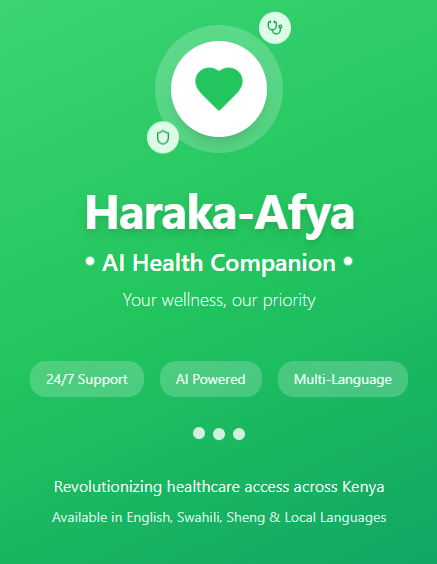 Haraka-Afya
• AI Health Companion •
Your wellness, our priority
24/7 Support
AI Powered
Multi-Language
Revolutionizing healthcare access across Kenya
Available in English, Swahili, Sheng & Local Languages